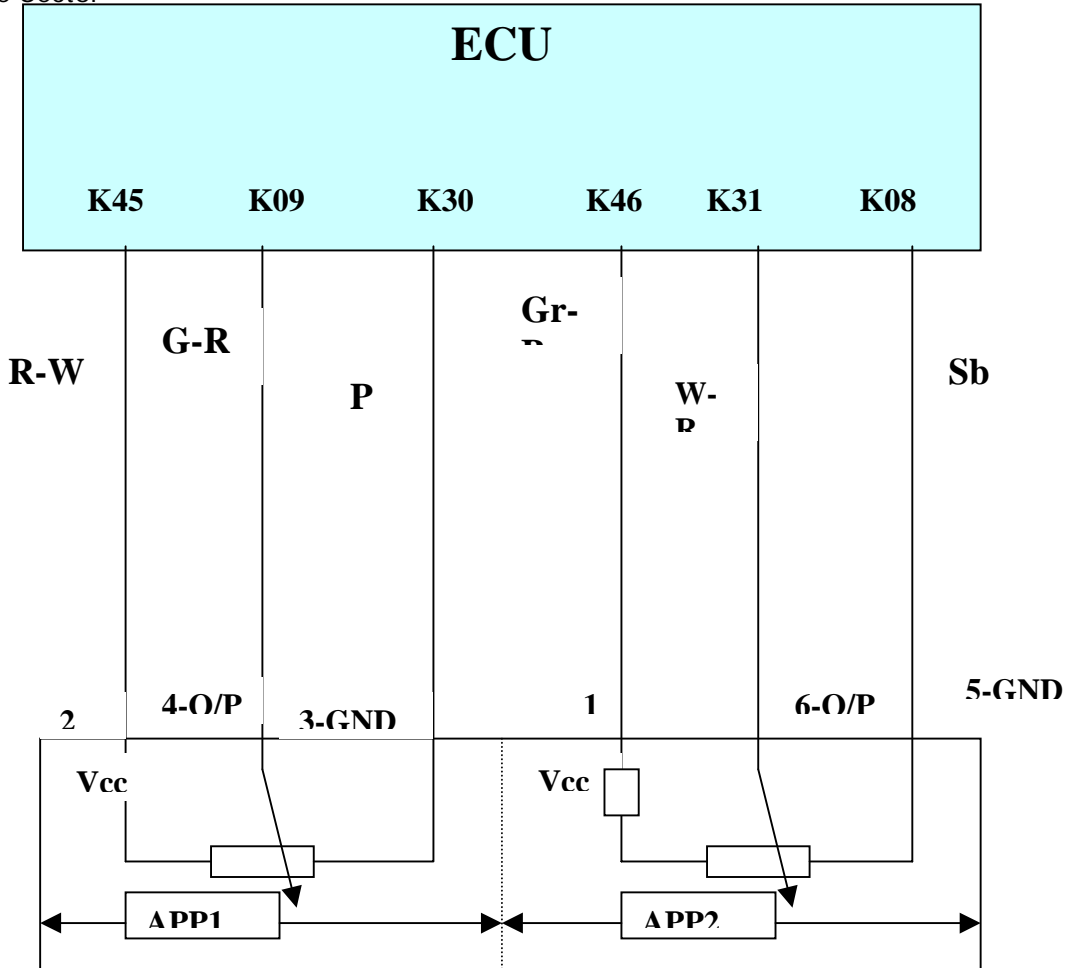 ECU
K45 K09 K30 K46 K31 K08
Gr-
G-R
R-W
Sb
P
W-
R
4-O/P
6-O/P
5-GND
2
3-GND
1
Vcc
Vcc
APP1
APP2